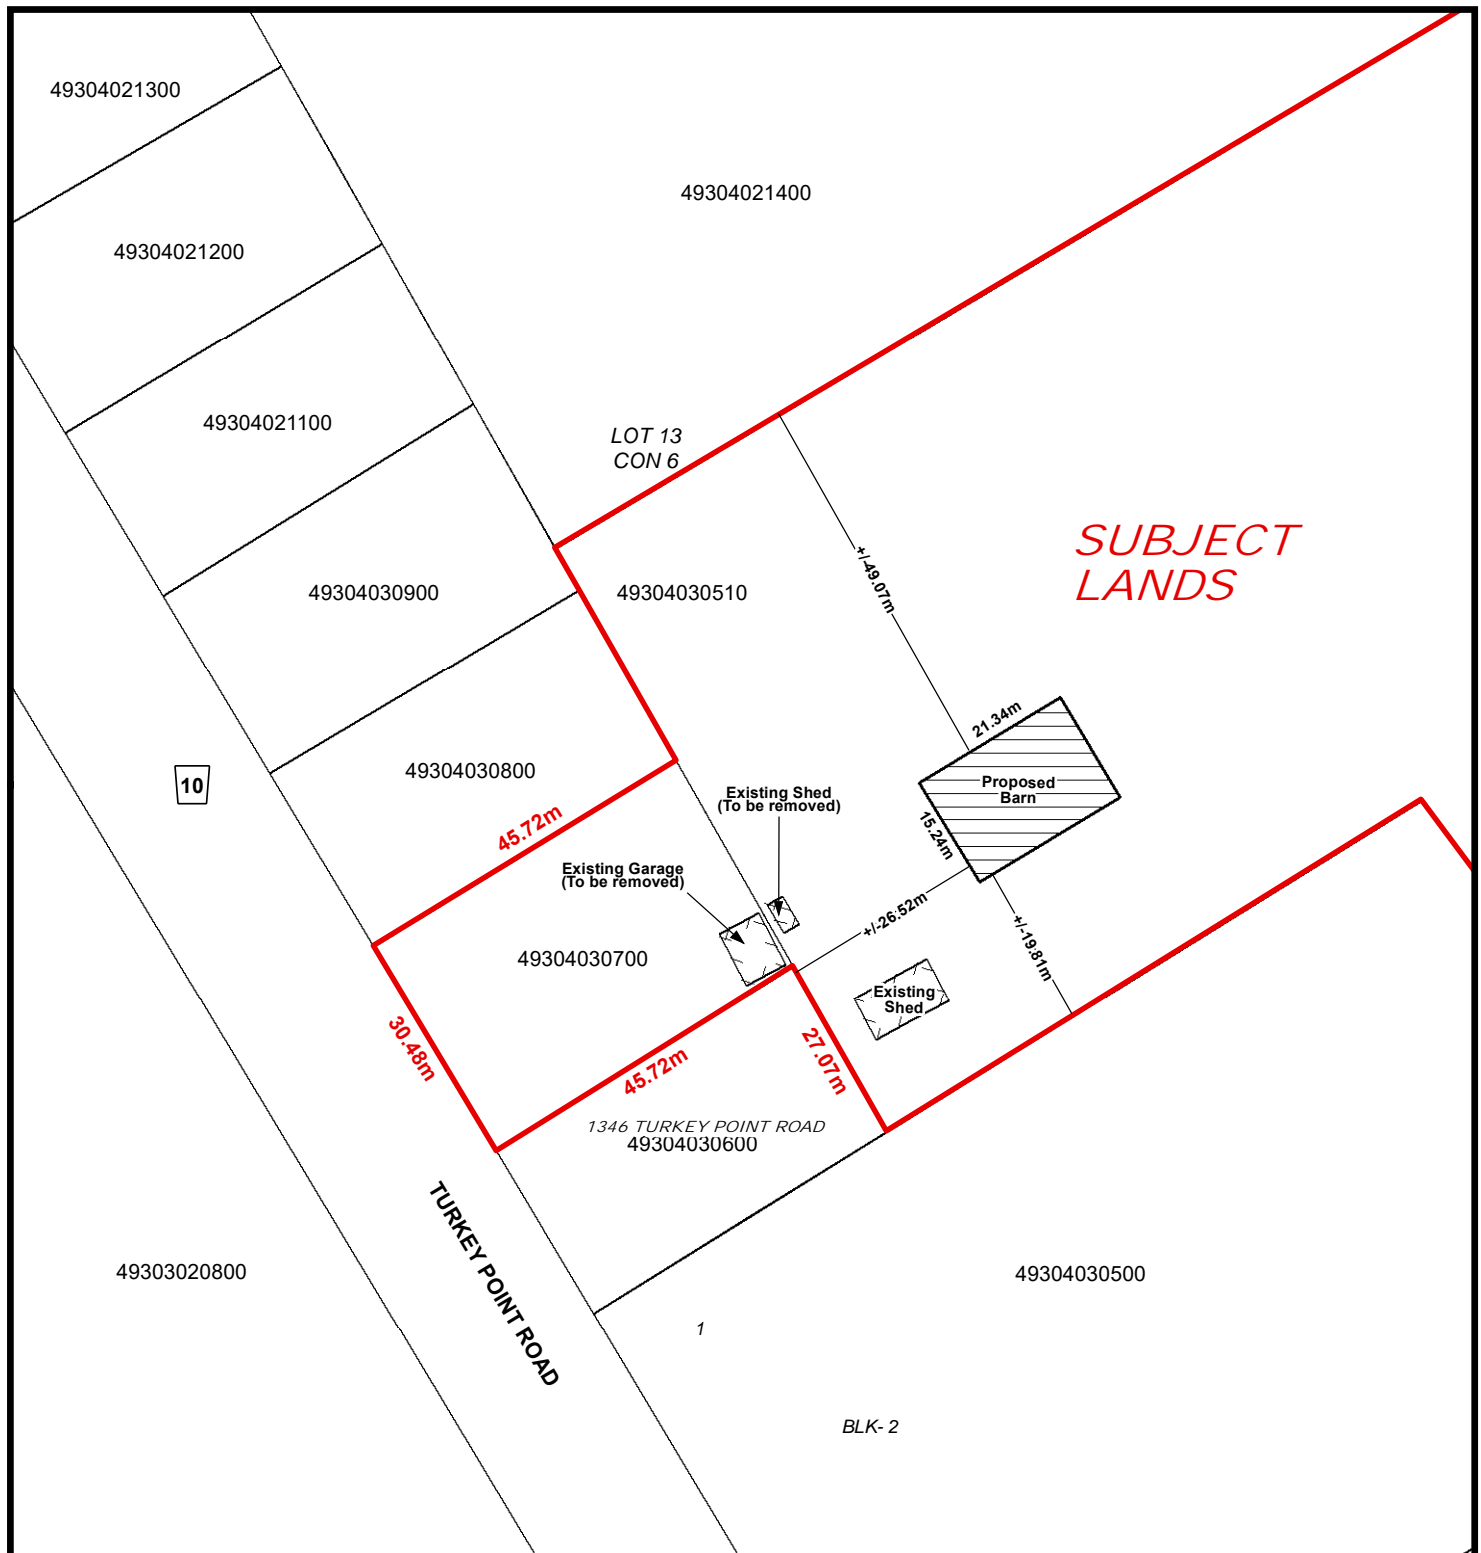 49304021300
49304021400
49304021200
49304021100
LOT 13
CON 6
SUBJECT
LANDS
+/-49.07m
49304030900
49304030510
21.34m
49304030800
10
Proposed
Barn
Existing Shed
(To be removed)
45.72m
15.24m
Existing Garage
(To be removed)
+/-26.52m
+/-19.81m
49304030700
Existing
Shed
30.48m
45.72m
27.07m
1346 TURKEY POINT ROAD
49304030600
TURKEY POINT ROAD
49303020800
49304030500
1
BLK- 2